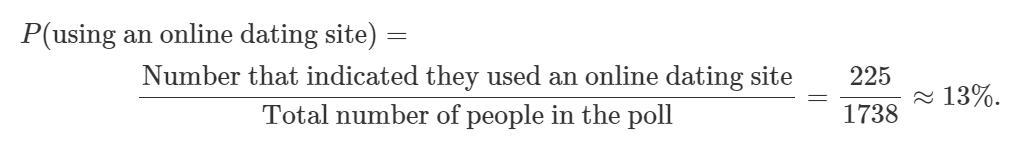 P(using an online dating site) =
Number that indicated they used an online dating site
Total number of people in the poll
= 225/1738 ≈ 13%.